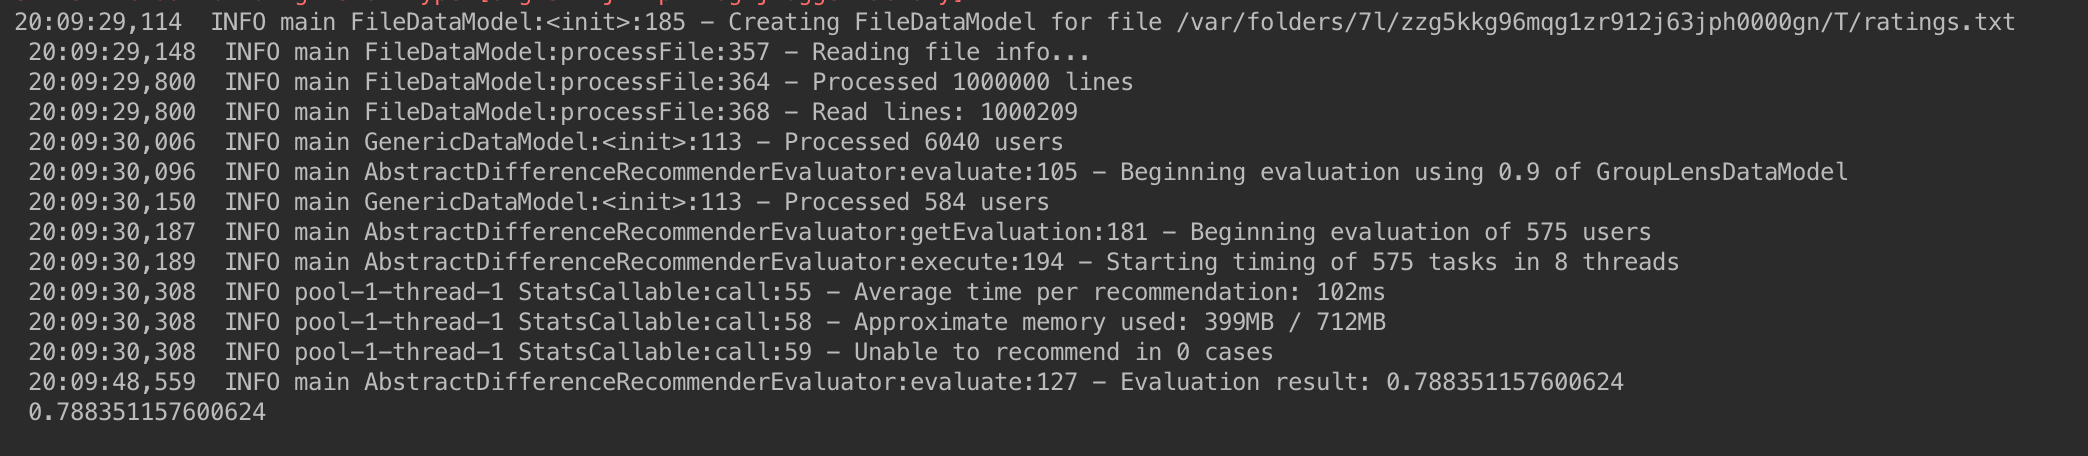 20:09:29,114  INFO main FileDataModel:<init>:185 – Creating FileDataModel for file /var/folders/7l/zzg5kkg96mqg1zr912j63jph0000gn/T/ratings.txt
20:09:29,148  INFO main FileDataModel:processFile:357 – Reading file info...
20:09:29,800  INFO main FileDataModel:processFile:364 – Processed 1000000 lines
20:09:29,800  INFO main FileDataModel:processFile:368 – Read lines: 1000209
20:09:30,006  INFO main GenericDataModel:<init>:113 – Processed 6040 users
20:09:30,096  INFO main AbstractDifferenceRecommenderEvaluator:evaluate:105 – Beginning evaluation using 0.9 of GroupLensDataModel
20:09:30,150  INFO main GenericDataModel:<init>:113 – Processed 584 users
20:09:30,187  INFO main AbstractDifferenceRecommenderEvaluator:getEvaluation:181 – Beginning evaluation of 575 users
20:09:30,189  INFO main AbstractDifferenceRecommenderEvaluator:execute:194 – Starting timing of 575 tasks in 8 threads
20:09:30,308  INFO pool-1-thread-1 StatsCallable:call:55 – Average time per recommendation: 102ms
20:09:30,308  INFO pool-1-thread-1 StatsCallable:call:58 – Approximate memory used: 399MB / 712MB
20:09:30,308  INFO pool-1-thread-1 StatsCallable:call:59 – Unable to recommend in 0 cases
20:09:48,559  INFO main AbstractDifferenceRecommenderEvaluator:evaluate:127 – Evaluation result: 0.788351157600624
0.788351157600624